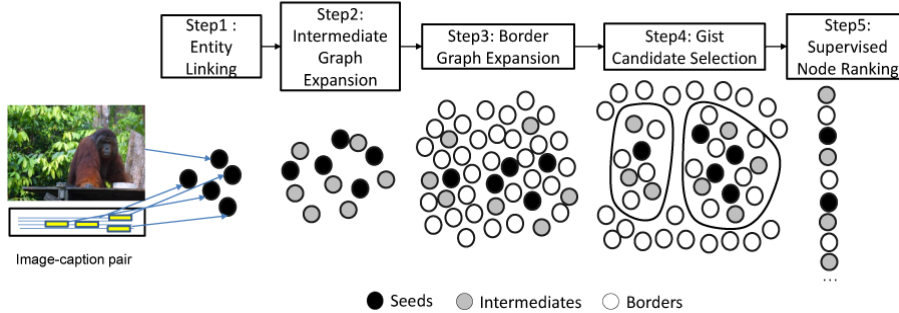 Step1 :
Entity
Linking
Step2:
Intermediate
Graph
Expansion
Step3: Border
Graph Expansion
Step4: Gist
Candidate Selection
Step5:
Supervised
Node Ranking
Image-caption pair
...
Seeds
Intermediates
Borders